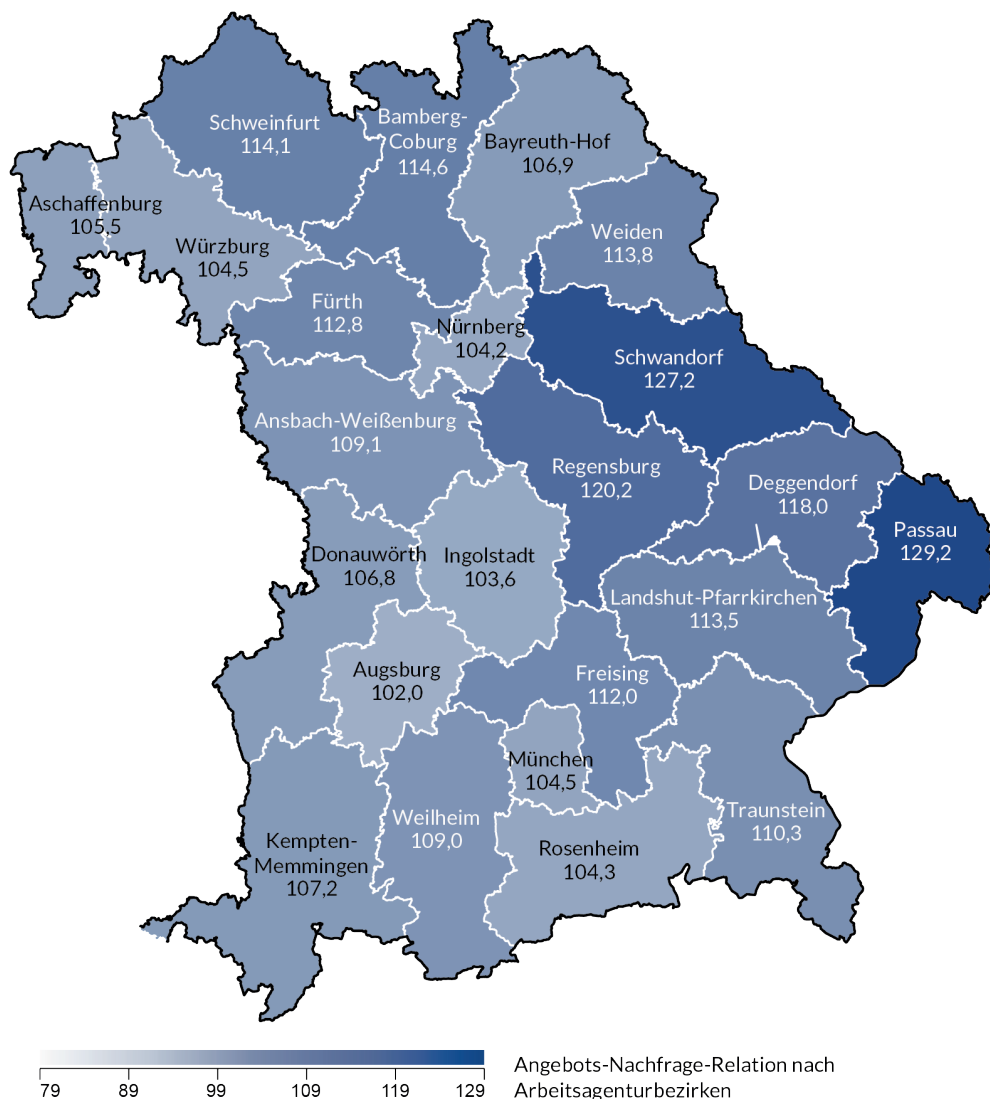 Schweinfurt
114,1
Bamberg-
Coburg
114,6
Bayreuth-Hof
106,9
Aschaffenburg
105,5
Würzburg
104,5
Weiden
113,8
Fürth
112,8
Nürnberg
104,2
Schwandorf
127,2
Ansbach-Weißenburg
109,1
Regensburg
120,2
Deggendorf
118,0
Passau
129,2
Donauwörth
106,8
Ingolstadt
103,6
Landshut-Pfarrkirchen
113,5
Augsburg
102,0
Freising
112,0
München
104,5
Weilheim
109,0
Traunstein
110,3
Kempten-
Memmingen
107,2
Rosenheim
104,3
79 89 99 109 119 129
Angebots-Nachfrage-Relation nach
Arbeitsagenturbezirken